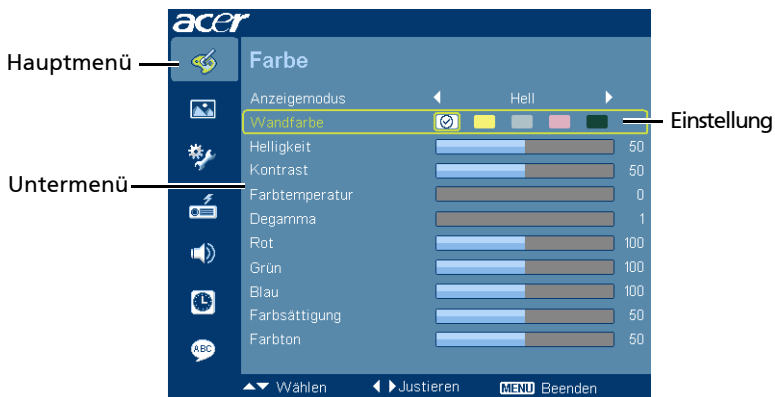 acer
Hauptmenü
Farbe
Anzeigemodus Hell
Wandfarbe
Einstellung
Helligkeit 50
Kontrast 50
Untermenü
Farbtemperatur 0
Degamma 1
Rot 100
Grün 100
Blau 100
Farbsättigung 50
Farbton 50
ABC
Wählen Justieren MENU Beenden